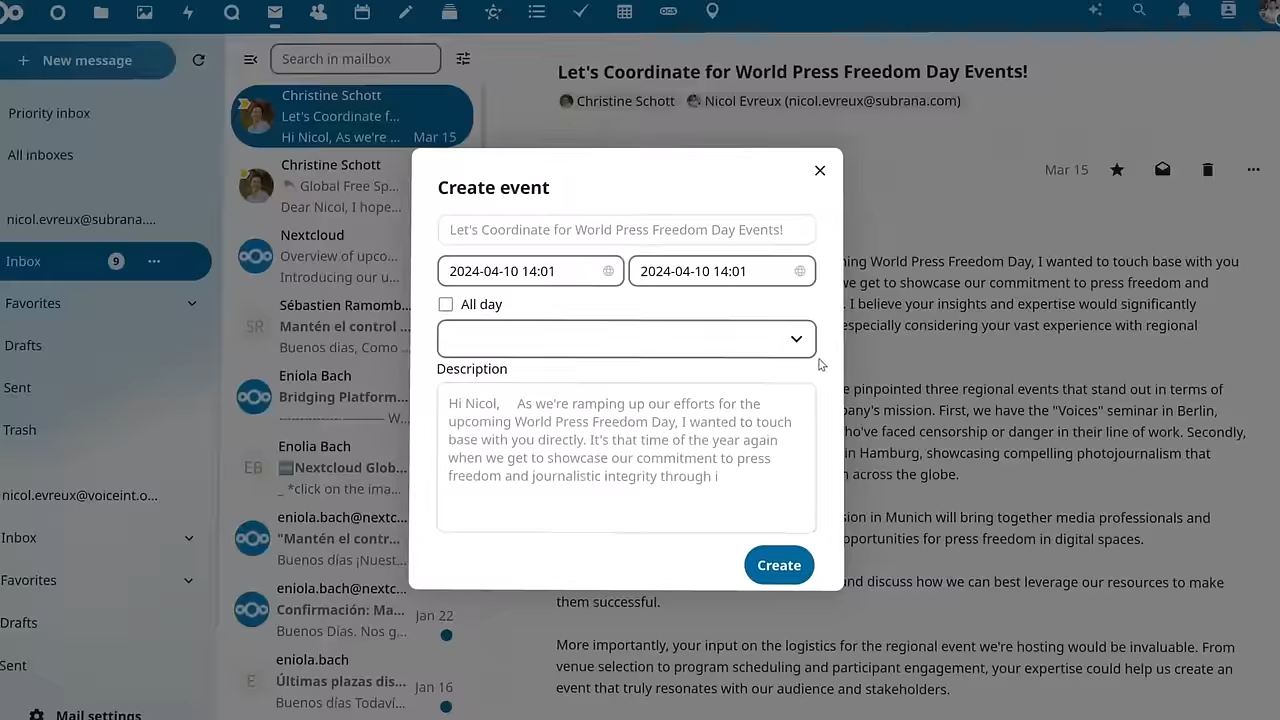 New message
Search in mailbox
Priority inbox
All inboxes
nicol.evreux@subrana....
Inbox 9
Favorites
Drafts
Sent
Trash
nicol.evreux@voiceint.o...
Inbox
Favorites
Drafts
Sent
Mail settings
Christine Schott
Let's Coordinate f...
Hi Nicol, As we're ... Mar 15
Christine Schott
Global Free Sp...
Dear Nicol, I hope...
Nextcloud
Overview of upco...
Introducing our u...
SR
Sébastien Ramomb...
Mantén el control ...
Buenos dias, Como ...
Eniola Bach
Bridging Platform...
------------------- W...
EB
Enolia Bach
Nextcloud Glob...
_ *click on the ima...
eniola.bach@nextc...
"Mantén el contr...
Buenos días ¡Nuest...
eniola.bach@nextc...
Confirmación: Ma...
Jan 22
Buenos Días. Nos g...
E
eniola.bach
Últimas plazas dis...
Jan 16
Buenos días Todaví...
Let's Coordinate for World Press Freedom Day Events!
Christine Schott Nicol Evreux (nicol.evreux@subrana.com)
Mar 15
Create event
Let's Coordinate for World Press Freedom Day Events!
2024-04-10 14:01 2024-04-10 14:01
All day
Description
Hi Nicol, As we're ramping up our efforts for the
upcoming World Press Freedom Day, I wanted to touch
base with you directly. It's that time of the year again
when we get to showcase our commitment to press
freedom and journalistic integrity through i
Create
World Press Freedom Day, I wanted to touch base with you
we get to showcase our commitment to press freedom and
. I believe your insights and expertise would significantly
especially considering your vast experience with regional
pinpointed three regional events that stand out in terms of
mission. First, we have the "Voices" seminar in Berlin,
who've faced censorship or danger in their line of work. Secondly,
in Hamburg, showcasing compelling photojournalism that
across the globe.
in Munich will bring together media professionals and
opportunities for press freedom in digital spaces.
and discuss how we can best leverage our resources to make
them successful.
More importantly, your input on the logistics for the regional event we're hosting would be invaluable. From
venue selection to program scheduling and participant engagement, your expertise could help us create an
event that truly resonates with our audience and stakeholders.